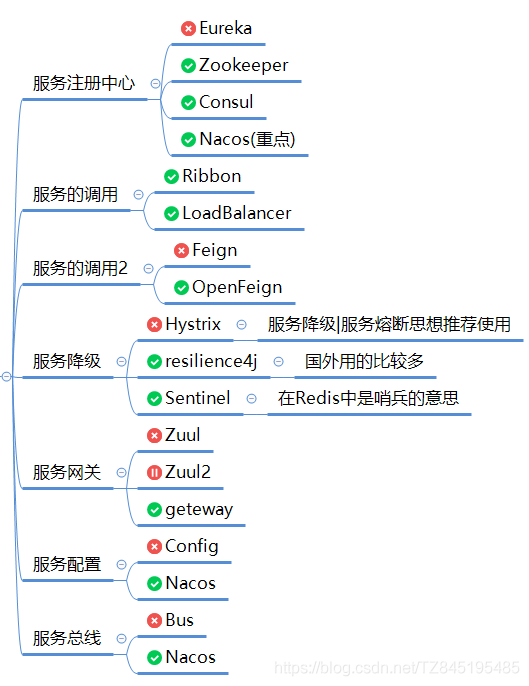 Eureka
Zookeeper
服务注册中心
Consul
Nacos(重点)
Ribbon
服务的调用
LoadBalancer
Feign
服务的调用2
OpenFeign
Hystrix 服务降级|服务熔断思想推荐使用
服务降级 resilience4j 国外用的比较多
Sentinel 在Redis中是哨兵的意思
Zuul
服务网关 Zuul2
geteway
Config
服务配置
Nacos
Bus
服务总线
Nacos
https://blog.csdn.net/TZ845195485